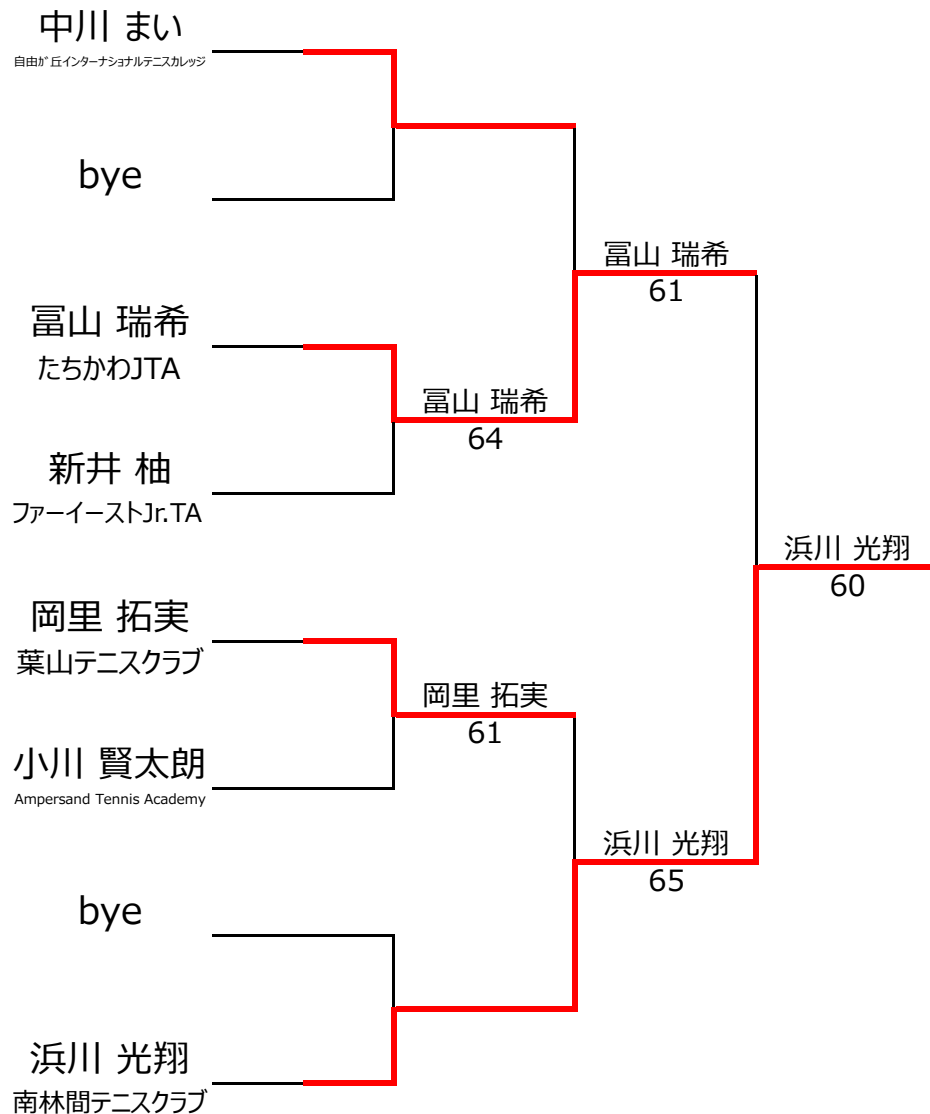 中川 まい
自由ｶﾞ丘インターナショナルテニスカレッジ
bye
冨山 瑞希
たちかわJTA
新井 柚
ファーイーストJr.TA
岡里 拓実
葉山テニスクラブ
小川 賢太朗
Ampersand Tennis Academy
bye
浜川 光翔
南林間テニスクラブ
冨山 瑞希
64
岡里 拓実
61
冨山 瑞希
61
浜川 光翔
65
浜川 光翔
60